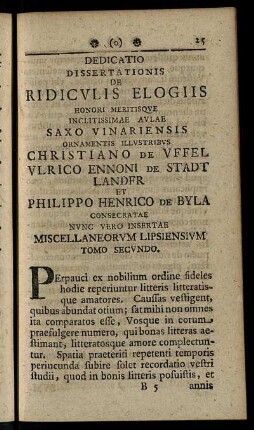 (o) 25
DEDICATIO
DISSERTATIONIS
DE
RIDICVLIS ELOGIIS
HONORI MERITISQVE
INCLITISSIMAE AVLAE
SAXO VINARIENSIS
ORNAMENTIS ILLVSTRIBVS
CHRISTIANO DE VFFEL
VLRICO ENNONI DE STADT
LANDER
ET
PHILIPPO HENRICO DE BYLA
CONSECRATAE
NVNC VERO INSERTAE
MISCELLANEORVM LIPSIENSIVM
TOMO SECVNDO.
PErpauci ex nobilium ordine fideles
hodie reperiuntur litteris litteratis-
que amatores. Caussas vestigent,
quibus abundat otium; sat mihi non omnes
ita comparatos esse, Vosque in eorum
praefulgere numero, qui bonas litteras ae-
stimant, litteratosque amore complectun-
tur. Spatia praeteriti repetenti temporis
periucunda subire solet recordatio vestri
studii, quod in bonis litteris posuistis, et
B 5 annis